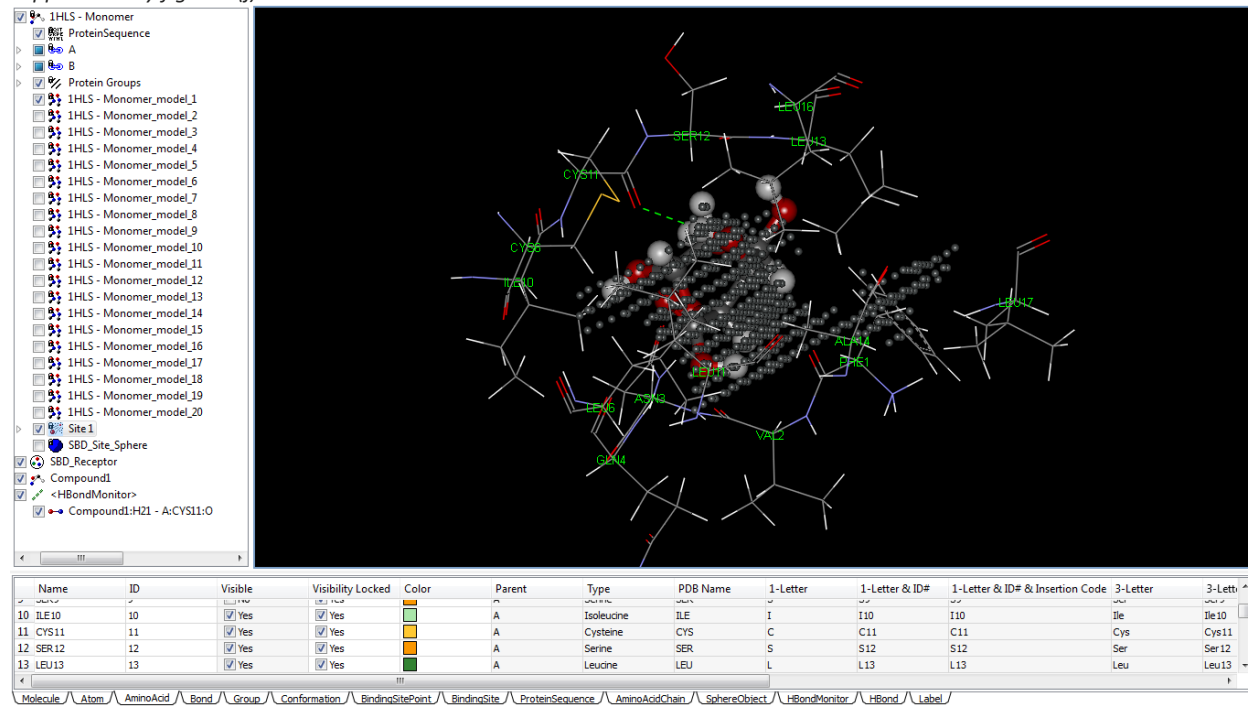 1HLS - Monomer
ProteinSequence
A
B
Protein Groups
1HLS - Monomer_model_1
1HLS - Monomer_model_2
1HLS - Monomer_model_3
1HLS - Monomer_model_4
1HLS - Monomer_model_5
1HLS - Monomer_model_6
1HLS - Monomer_model_7
1HLS - Monomer_model_8
1HLS - Monomer_model_9
1HLS - Monomer_model_10
1HLS - Monomer_model_11
1HLS - Monomer_model_12
1HLS - Monomer_model_13
1HLS - Monomer_model_14
1HLS - Monomer_model_15
1HLS - Monomer_model_16
1HLS - Monomer_model_17
1HLS - Monomer_model_18
1HLS - Monomer_model_19
1HLS - Monomer_model_20
Site 1
SBD_Site_Sphere
SBD_Receptor
Compound1
<HBondMonitor>
Compound1:H21 - A:CYS11:O
LEU16
SER12
LEU13
CYS11
ILE10
LEU17
ALA14
PHE1
ASN3
LEU6
VAL2
GLN4
Name ID Visible Visibility Locked Color Parent Type PDB Name 1-Letter 1-Letter & ID# 1-Letter & ID# & Insertion Code 3-Letter 3-Lett
10 ILE10 10 Yes Yes A Isoleucine ILE I I10 I10 Ile Ile10
11 CYS11 11 Yes Yes A Cysteine CYS C C11 C11 Cys Cys11
12 SER12 12 Yes Yes A Serine SER S S12 S12 Ser Ser12
13 LEU13 13 Yes Yes A Leucine LEU L L13 L13 Leu Leu13
Molecule Atom AminoAcid Bond Group Conformation BindingSitePoint BindingSite ProteinSequence AminoAcidChain SphereObject HBondMonitor HBond Label